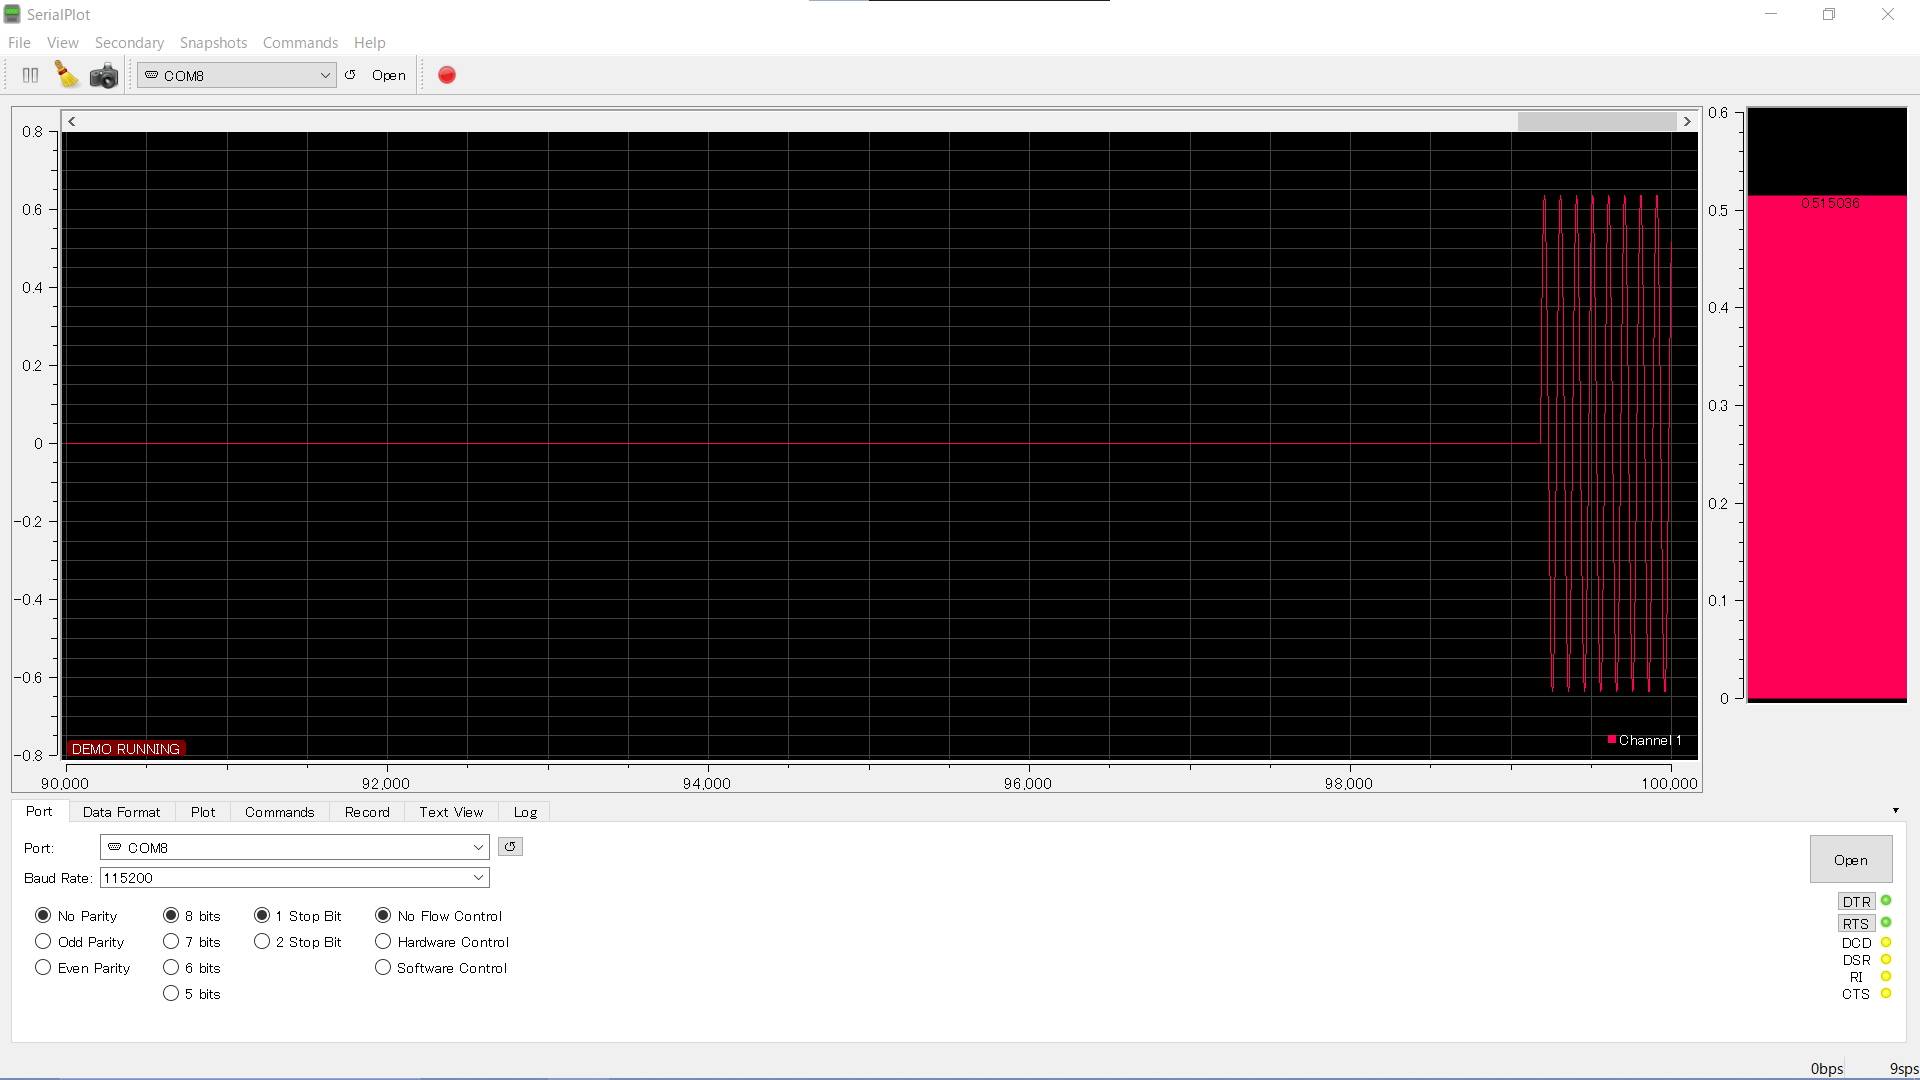 SerialPlot
File View Secondary Snapshots Commands Help
COM8 Open
0.8
0.6
0.4
0.2
0
-0.2
-0.4
-0.6
-0.8
DEMO RUNNING
Channel 1
90,000 92,000 94,000 96,000 98,000 100,000
0.6
0.515036
0.5
0.4
0.3
0.2
0.1
0
Port Data Format Plot Commands Record Text View Log
Port: COM8
Baud Rate: 115200
No Parity 8 bits 1 Stop Bit No Flow Control
Odd Parity 7 bits 2 Stop Bit Hardware Control
Even Parity 6 bits Software Control
5 bits
Open
DTR
RTS
DCD
DSR
RI
CTS
0bps 9sps